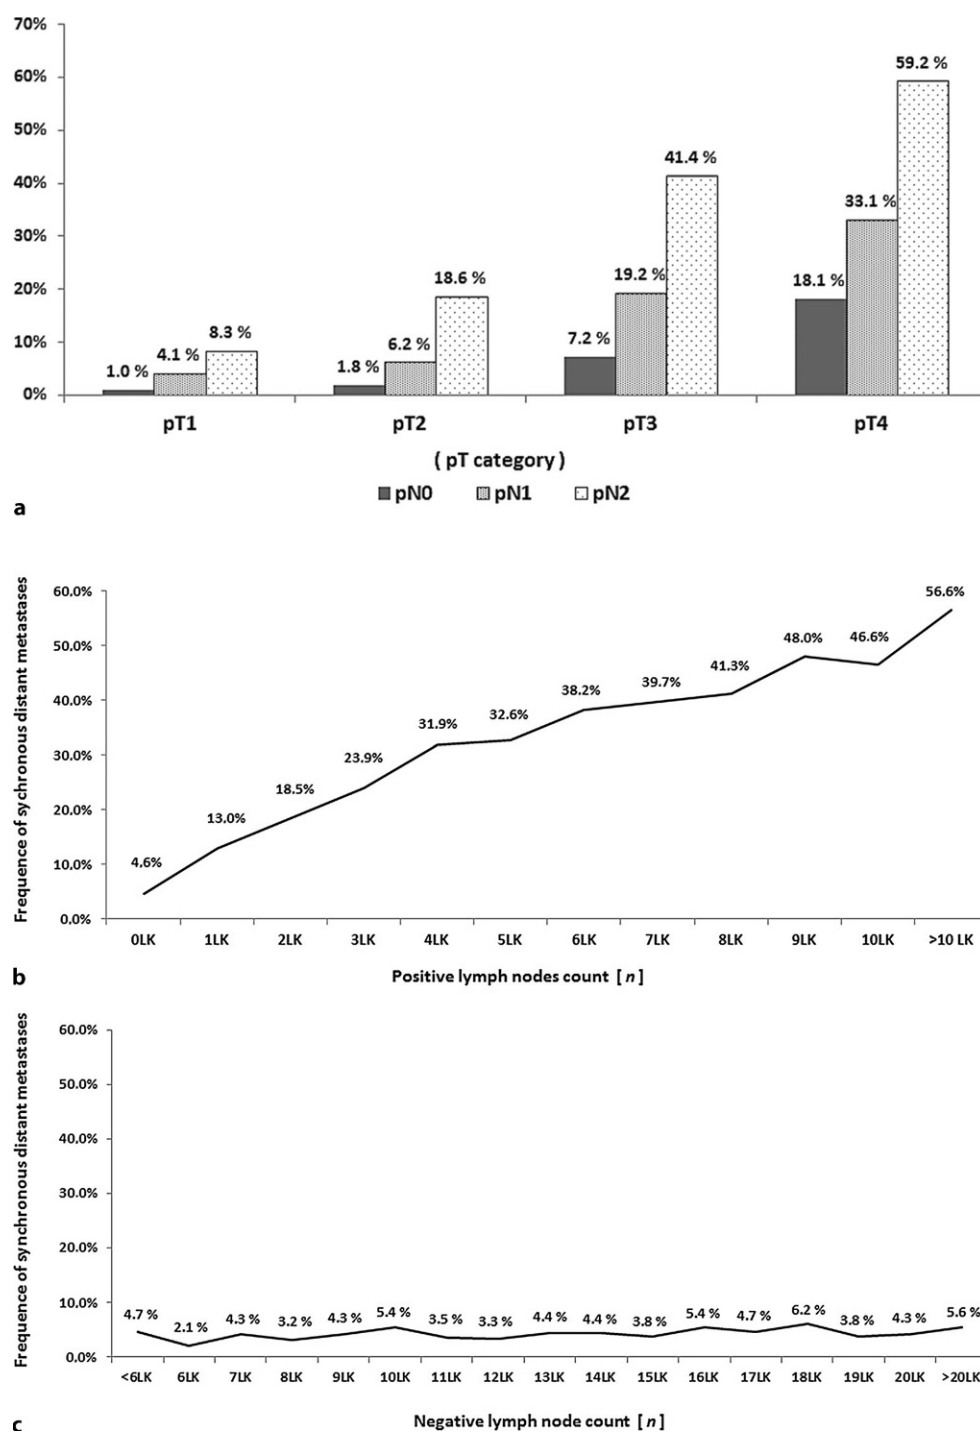 70%
60%
50%
40%
30%
20%
10%
0%
1.0 % 4.1 % 8.3 %
1.8 % 6.2 % 18.6 %
7.2 % 19.2 % 41.4 %
18.1 % 33.1 % 59.2 %
pT1 pT2 pT3 pT4
( pT category )
pN0 pN1 pN2
a
Frequence of sychronous distant metastases
60.0%
50.0%
40.0%
30.0%
20.0%
10.0%
0.0%
4.6% 13.0% 18.5% 23.9% 31.9% 32.6% 38.2% 39.7% 41.3% 48.0% 46.6% 56.6%
0LK 1LK 2LK 3LK 4LK 5LK 6LK 7LK 8LK 9LK 10LK >10 LK
Positive lymph nodes count [ n ]
b
Frequence of synchronous distant metastases
60.0%
50.0%
40.0%
30.0%
20.0%
10.0%
0.0%
4.7 % 2.1 % 4.3 % 3.2 % 4.3 % 5.4 % 3.5 % 3.3 % 4.4 % 4.4 % 3.8 % 5.4 % 4.7 % 6.2 % 3.8 % 4.3 % 5.6 %
<6LK 6LK 7LK 8LK 9LK 10LK 11LK 12LK 13LK 14LK 15LK 16LK 17LK 18LK 19LK 20LK >20LK
Negative lymph node count [ n ]
c